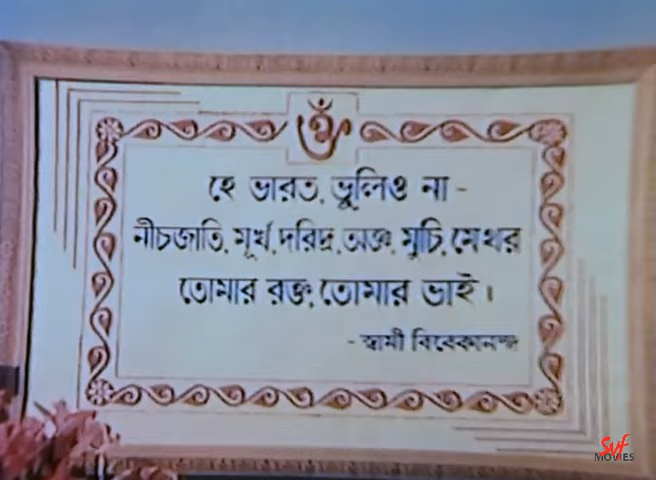 ওঁ
হে ভারত, ভুলিও না -
নীচজাতি, মূর্খ, দরিদ্র, অজ্ঞ, মুচি, মেথর
তোমার রক্ত, তোমার ভাই।
- স্বামী বিবেকানন্দ
SVF
MOVIES